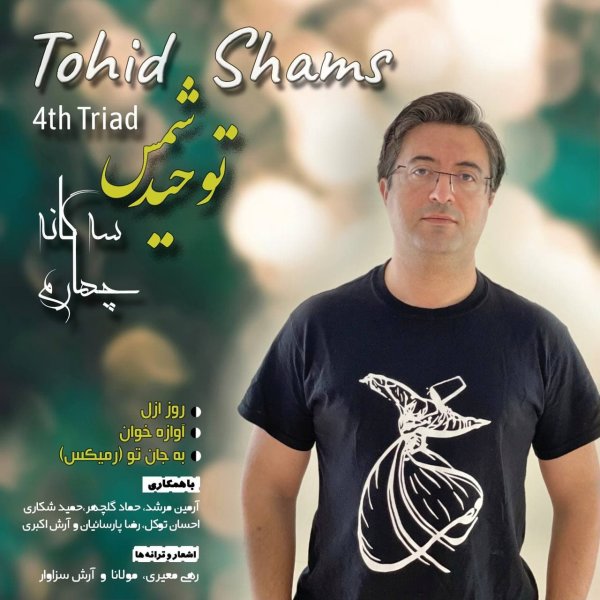 Tohid Shams
4th Triad
توحید شمس
سه گانه
چهارم
روز ازل
آوازه خوان
به جان تو (رمیکس)
با همکاری
آرمین مرشد، حماد گلچهر، حمید شکاری
احسان توکل، رضا پارسائیان و آرش اکبری
اشعار و ترانه ها
رهی معیری، مولانا و آرش سزاوار